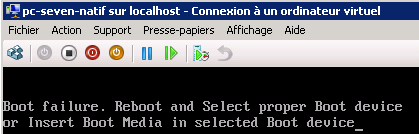 pc-seven-natif sur localhost - Connexion à un ordinateur virtuel
Fichier Action Support Presse-papiers Affichage Aide
Boot failure. Reboot and Select proper Boot device
or Insert Boot Media in selected Boot device_